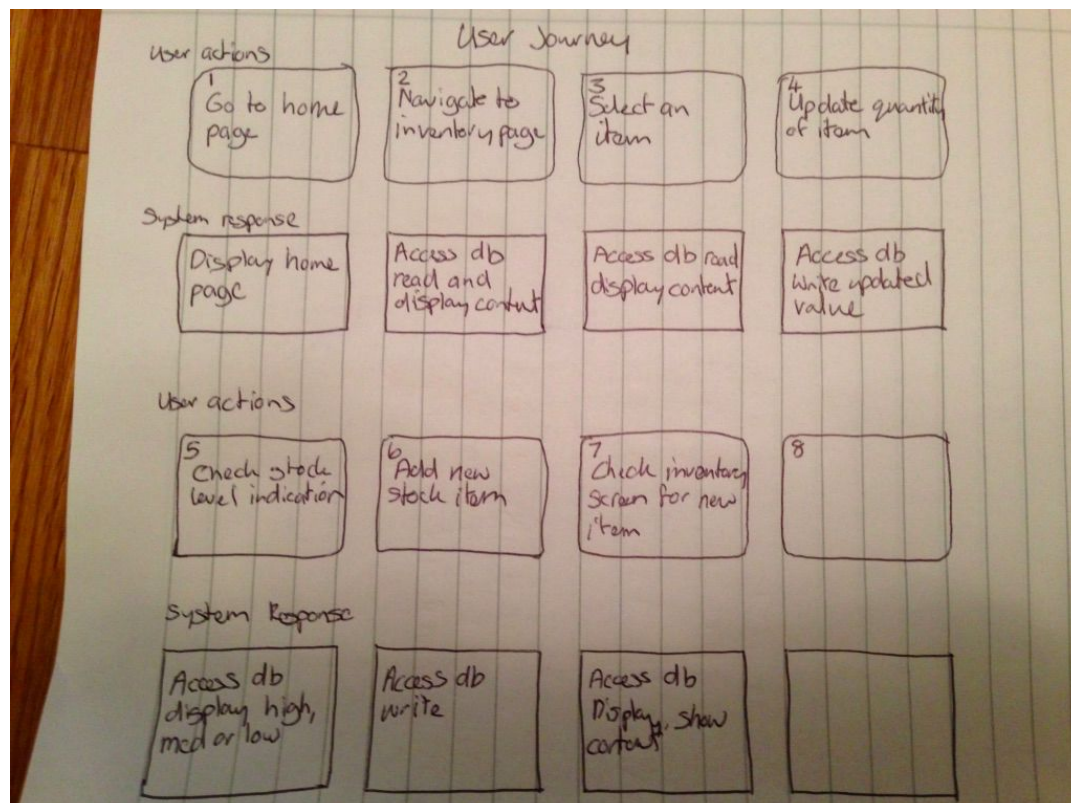 User Journey
User actions
1
Go to home
page
2
Navigate to
inventory page
3
Select an
item
4
Update quantity
of item
System response
Display home
page
Access db
read and
display content
Access db read
display content
Access db
write updated
value
User actions
5
Check stock
level indication
6
Add new
stock item
7
Check inventory
screen for new
item
8
System Response
Access db
display high,
med or low
Access db
write
Access db
Display, show
content